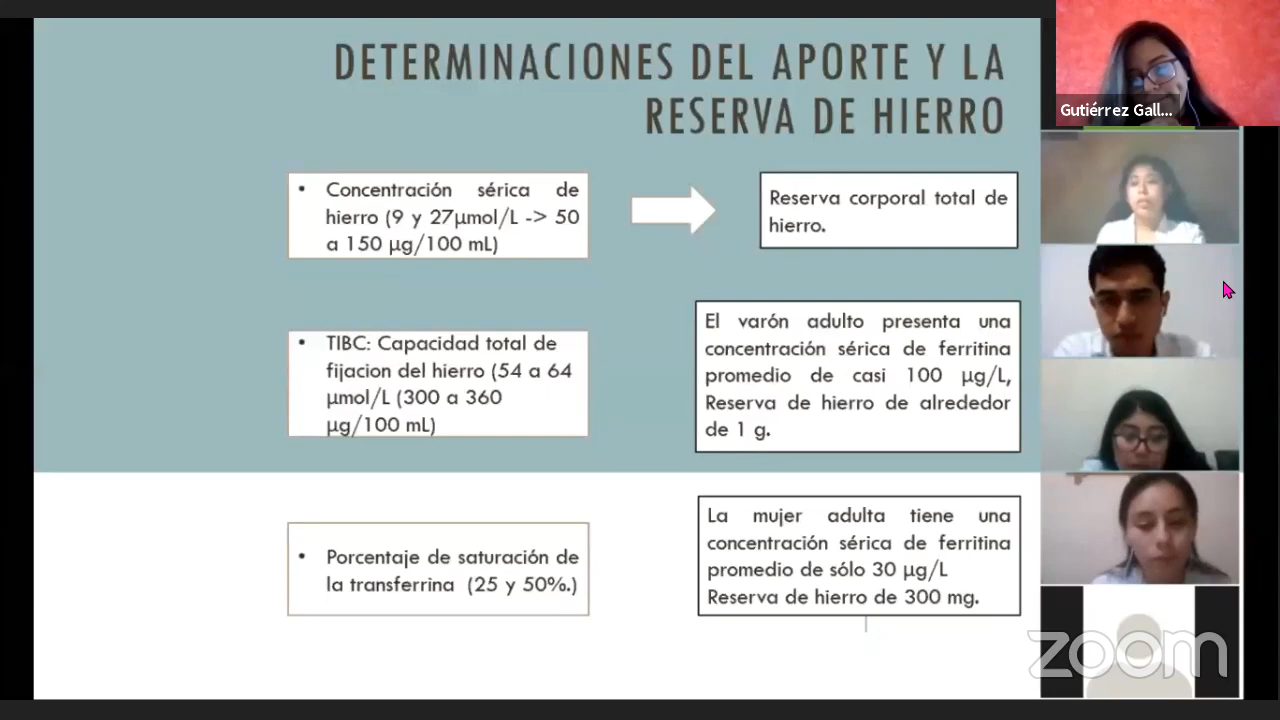 DETERMINACIONES DEL APORTE Y LA
RESERVA DE HIERRO
• Concentración sérica de
hierro (9 y 27µmol/L -> 50
a 150 µg/100 mL)
Reserva corporal total de
hierro.
• TIBC: Capacidad total de
fijacion del hierro (54 a 64
µmol/L (300 a 360
µg/100 mL)
El varón adulto presenta una
concentración sérica de ferritina
promedio de casi 100 µg/L,
Reserva de hierro de alrededor
de 1 g.
• Porcentaje de saturación de
la transferrina (25 y 50%.)
La mujer adulta tiene una
concentración sérica de ferritina
promedio de sólo 30 µg/L
Reserva de hierro de 300 mg.
Gutiérrez Gall...
zoom